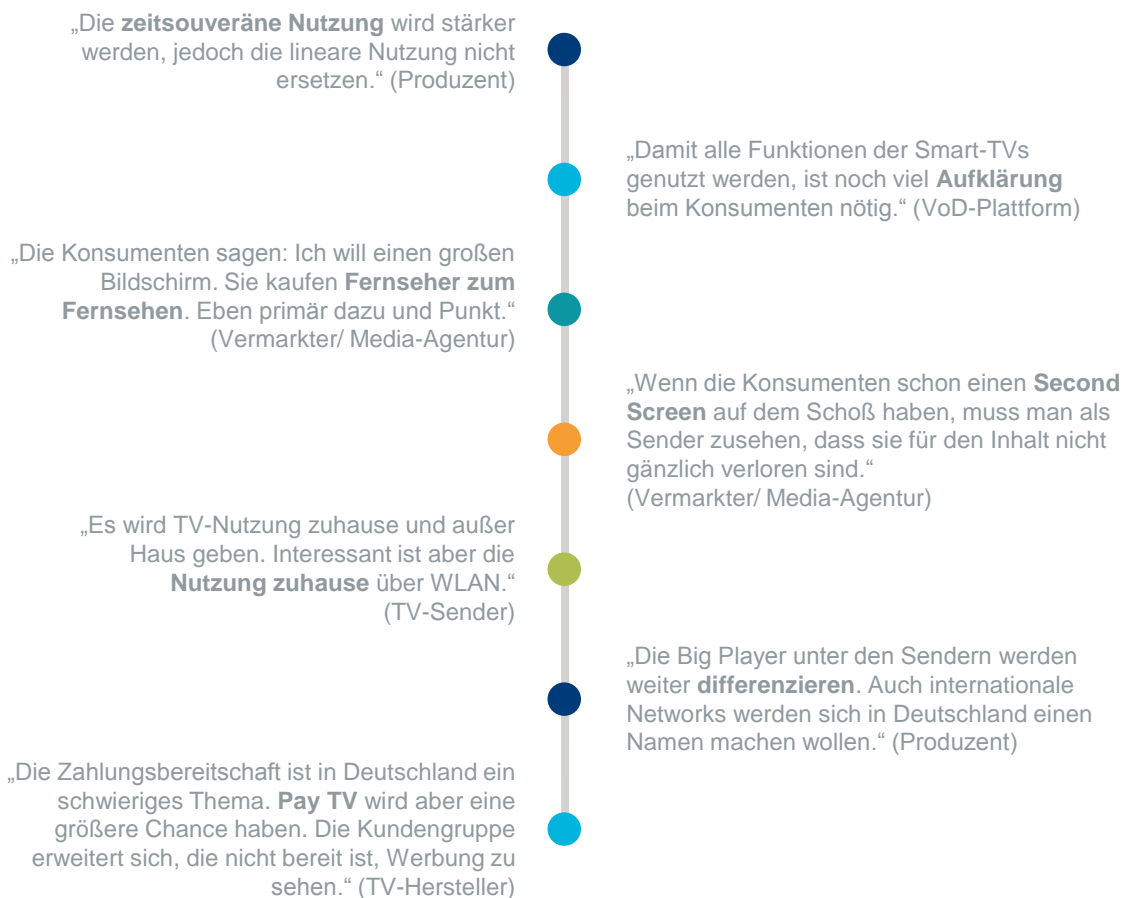 „Die zeitsouveräne Nutzung wird stärker
werden, jedoch die lineare Nutzung nicht
ersetzen.“ (Produzent)
„Damit alle Funktionen der Smart-TVs
genutzt werden, ist noch viel Aufklärung
beim Konsumenten nötig.“ (VoD-Plattform)
„Die Konsumenten sagen: Ich will einen großen
Bildschirm. Sie kaufen Fernseher zum
Fernsehen. Eben primär dazu und Punkt.“
(Vermarkter/ Media-Agentur)
„Wenn die Konsumenten schon einen Second
Screen auf dem Schoß haben, muss man als
Sender zusehen, dass sie für den Inhalt nicht
gänzlich verloren sind.“
(Vermarkter/ Media-Agentur)
„Es wird TV-Nutzung zuhause und außer
Haus geben. Interessant ist aber die
Nutzung zuhause über WLAN.“
(TV-Sender)
„Die Big Player unter den Sendern werden
weiter differenzieren. Auch internationale
Networks werden sich in Deutschland einen
Namen machen wollen.“ (Produzent)
„Die Zahlungsbereitschaft ist in Deutschland ein
schwieriges Thema. Pay TV wird aber eine
größere Chance haben. Die Kundengruppe
erweitert sich, die nicht bereit ist, Werbung zu
sehen.“ (TV-Hersteller)